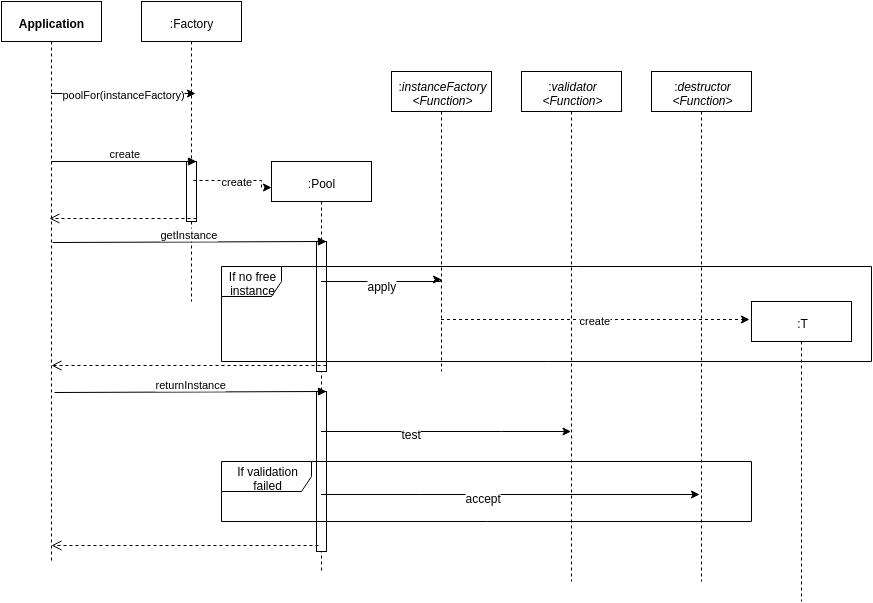 Application
:Factory
:instanceFactory
<Function>
:validator
<Function>
:destructor
<Function>
poolFor(instanceFactory)
create
create
:Pool
getInstance
If no free
instance
apply
create
:T
returnInstance
test
If validation
failed
accept